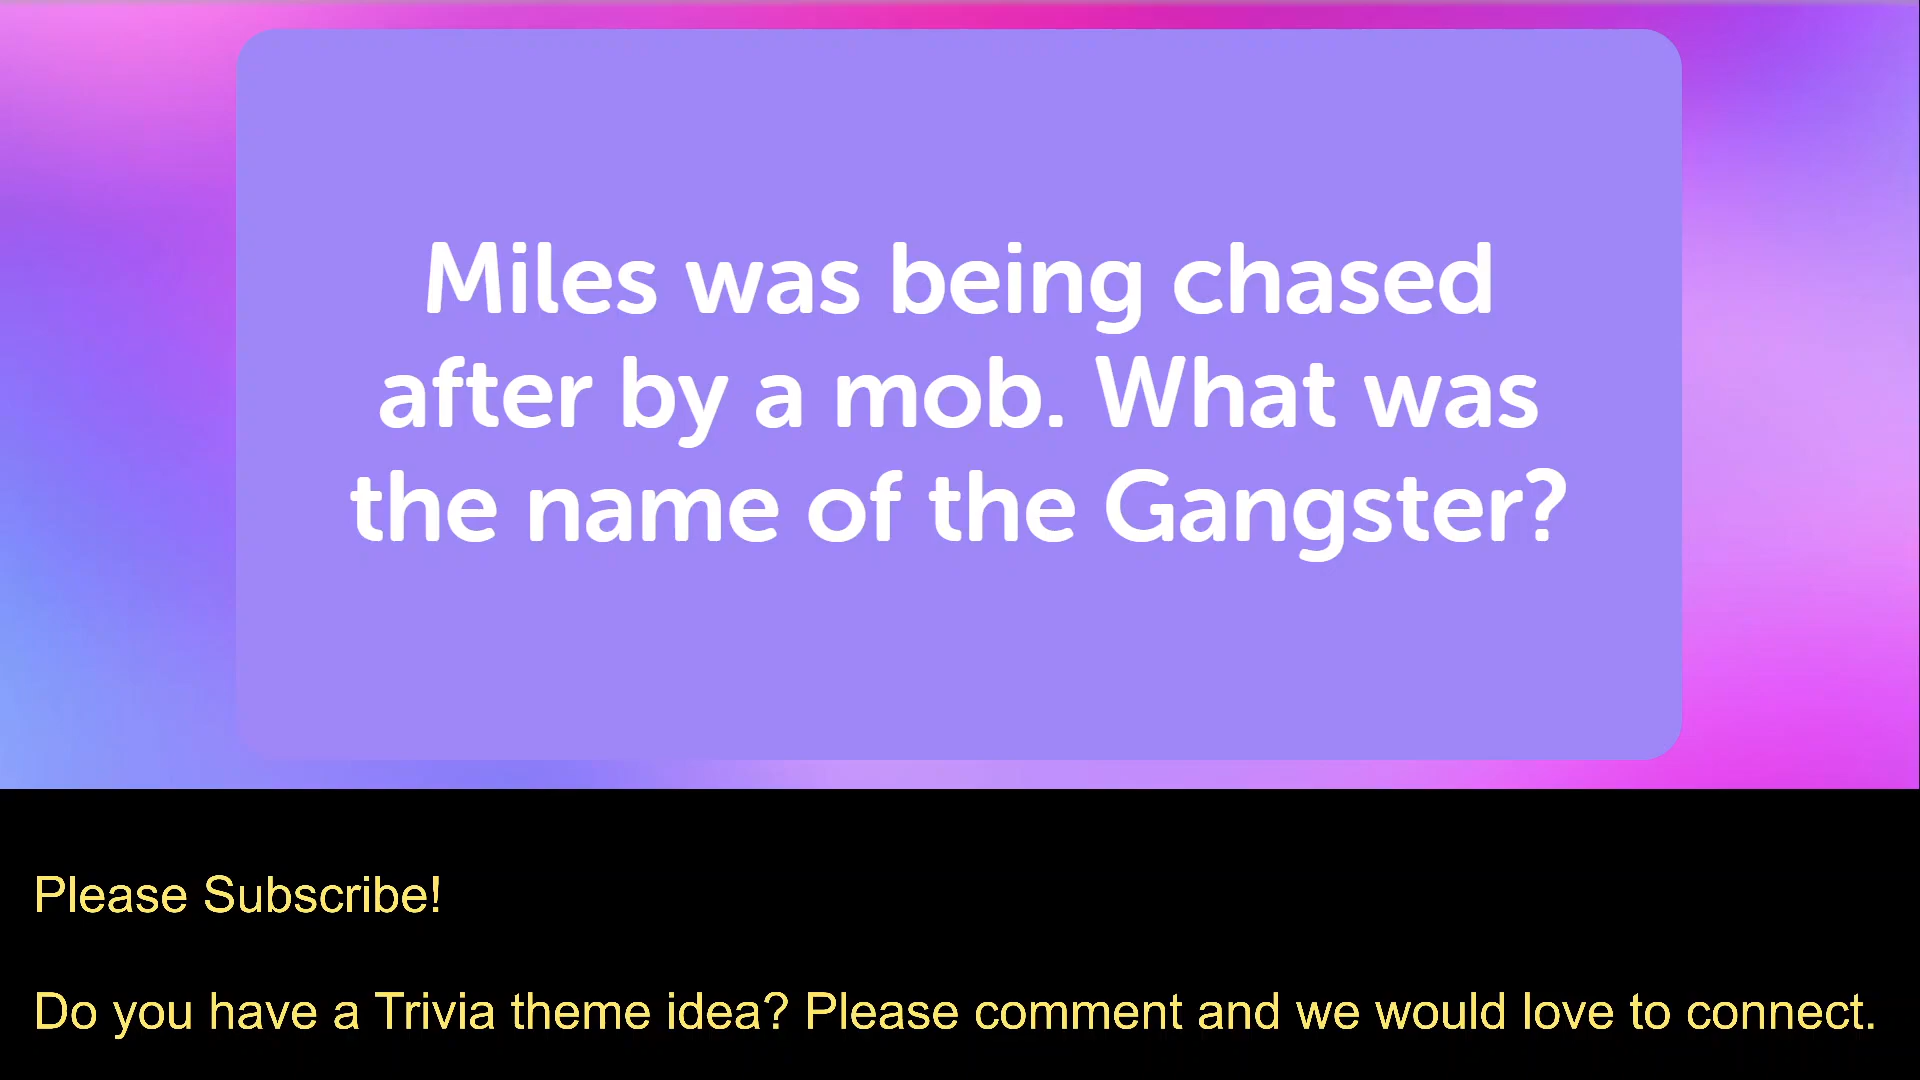 Miles was being chased
after by a mob. What was
the name of the Gangster?
Please Subscribe!
Do you have a Trivia theme idea? Please comment and we would love to connect.